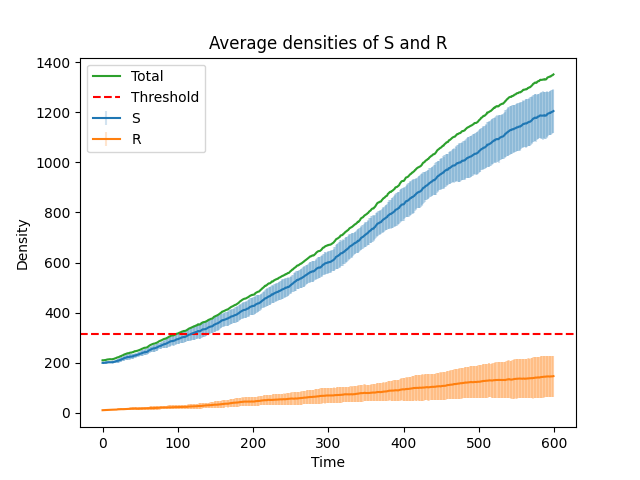 Average densities of S and R
Total
Threshold
S
R
Density
1400
1200
1000
800
600
400
200
0
0 100 200 300 400 500 600
Time